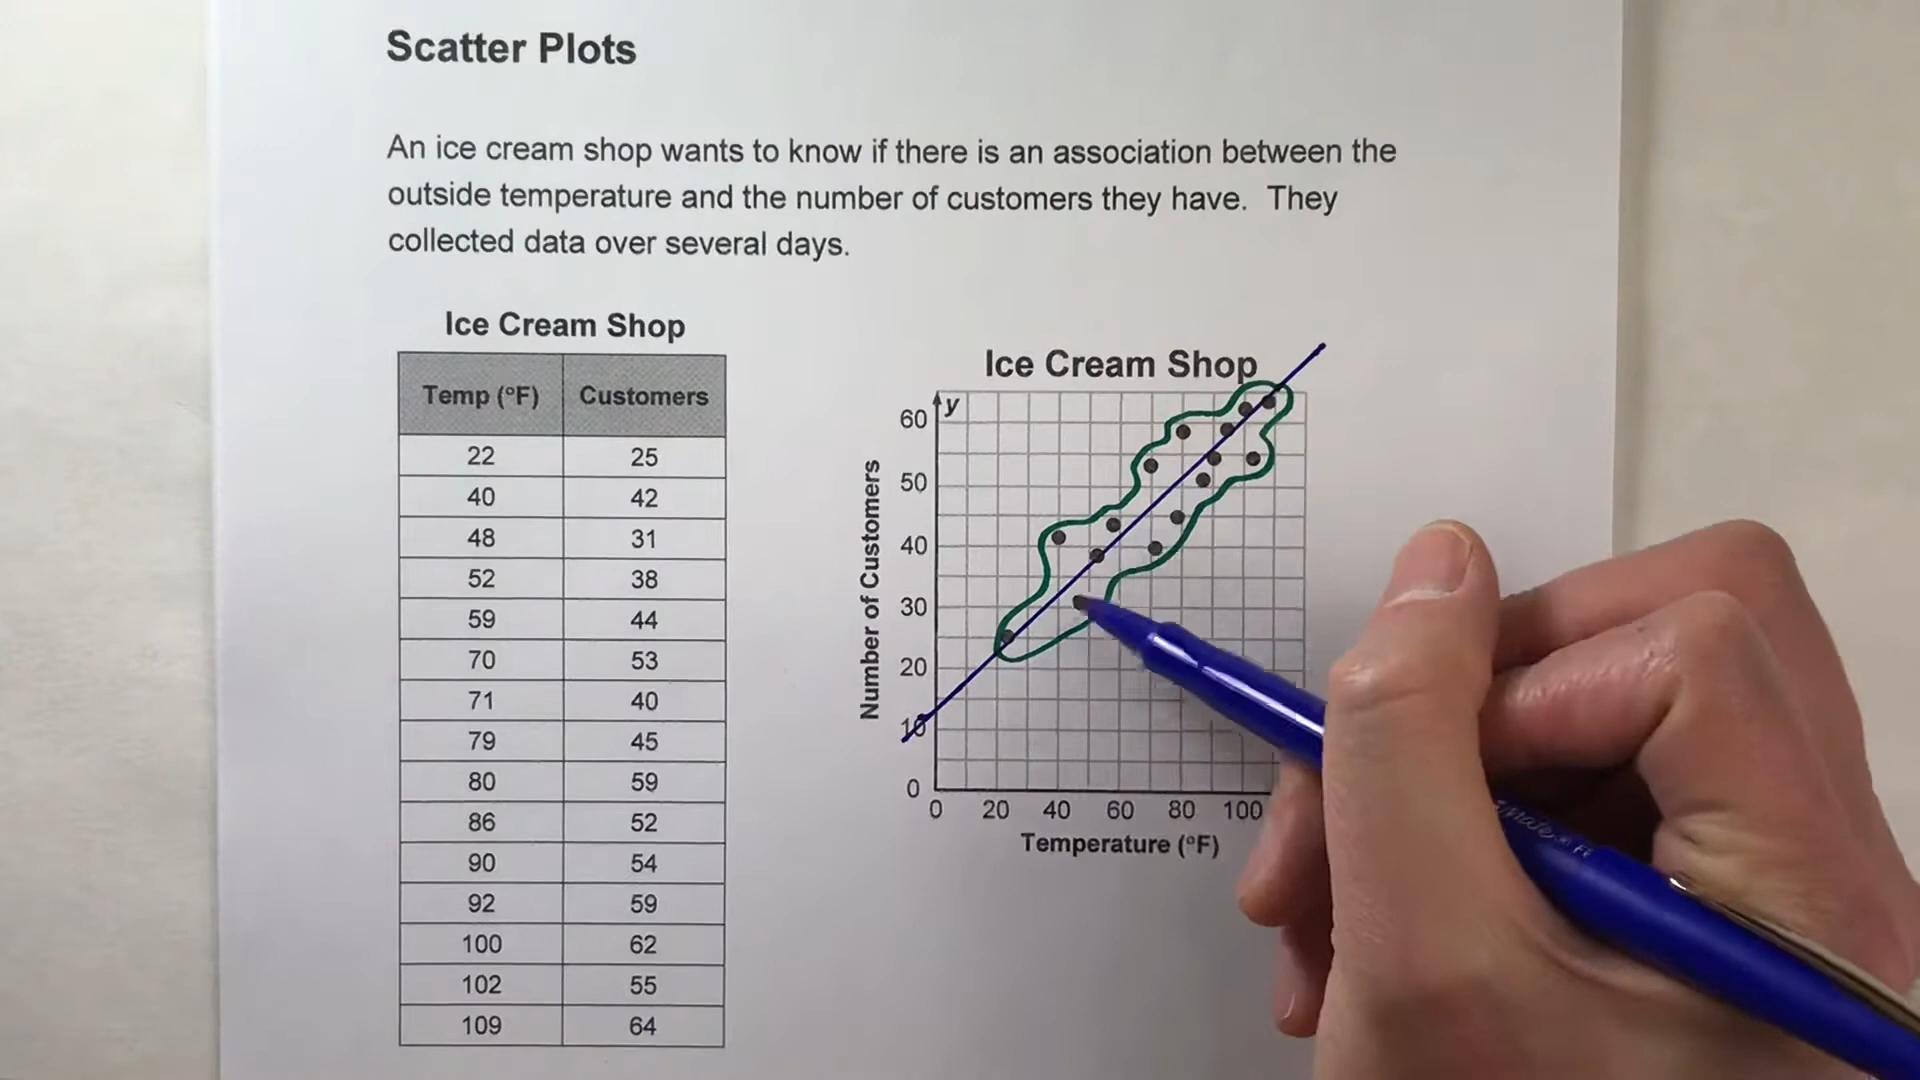 Scatter Plots
An ice cream shop wants to know if there is an association between the
outside temperature and the number of customers they have. They
collected data over several days.
Ice Cream Shop
Temp (°F) Customers
22 25
40 42
48 31
52 38
59 44
70 53
71 40
79 45
80 59
86 52
90 54
92 59
100 62
102 55
109 64
Ice Cream Shop
y
60
50
40
30
20
10
0
Number of Customers
0 20 40 60 80 100
Temperature (°F)